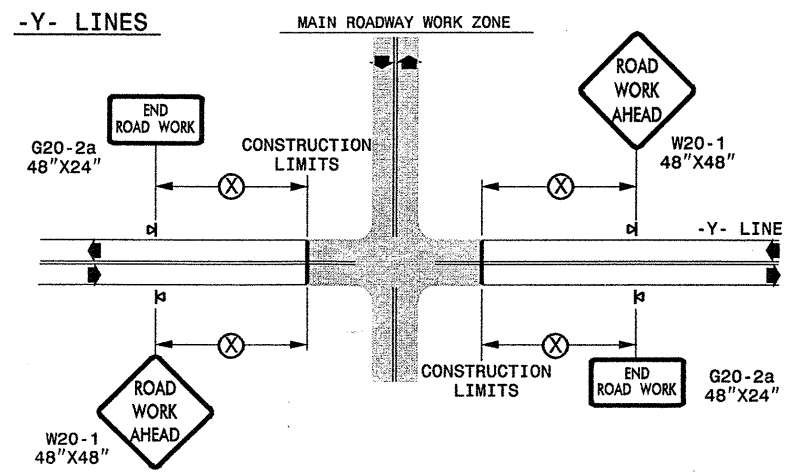 -Y- LINES
MAIN ROADWAY WORK ZONE
END
ROAD WORK
G20-2a
48"X24"
CONSTRUCTION
LIMITS
ROAD
WORK
AHEAD
W20-1
48"X48"
X
X
-Y- LINE
X
X
ROAD
WORK
AHEAD
W20-1
48"X48"
CONSTRUCTION
LIMITS
END
ROAD WORK
G20-2a
48"X24"